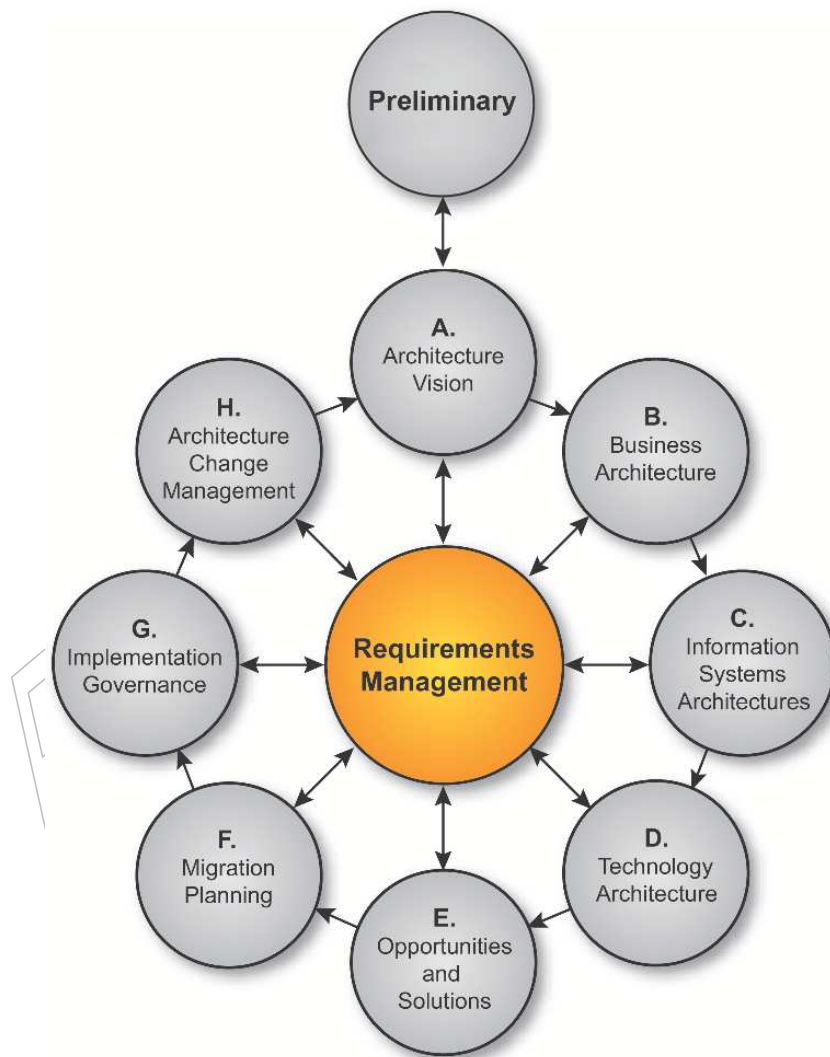 Preliminary
A.
Architecture
Vision
B.
Business
Architecture
C.
Information
Systems
Architectures
D.
Technology
Architecture
E.
Opportunities
and
Solutions
F.
Migration
Planning
G.
Implementation
Governance
H.
Architecture
Change
Management
Requirements
Management